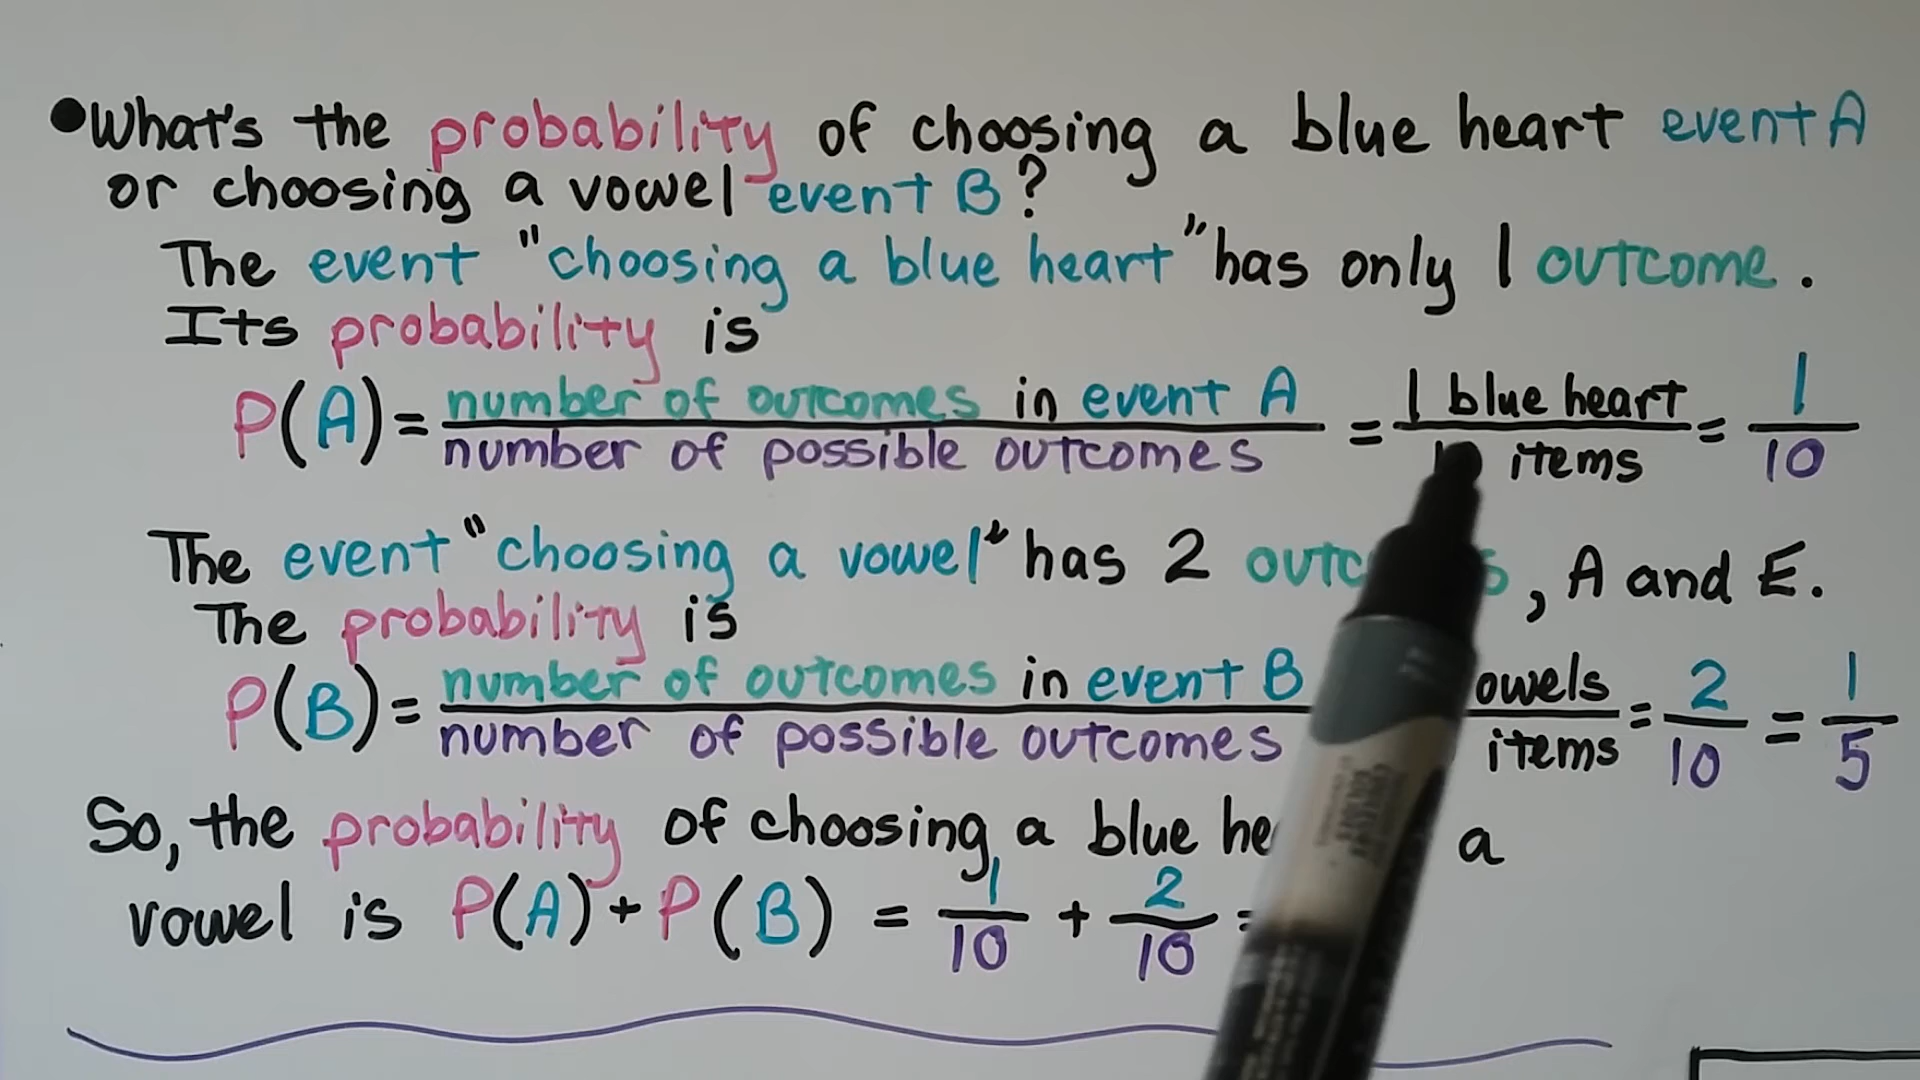 ●What's the probability of choosing a blue heart event A
or choosing a vowel event B?
The event "choosing a blue heart" has only 1 outcome.
Its probability is
P(A) = number of outcomes in event A / number of possible outcomes = 1 blue heart / items = 1/10
The event "choosing a vowel" has 2 , A and E.
The probability is
P(B) = number of outcomes in event B / number of possible outcomes items = 2/10 = 1/5
So, the probability of choosing a blue a
vowel is P(A) + P(B) = 1/10 + 2/10 =